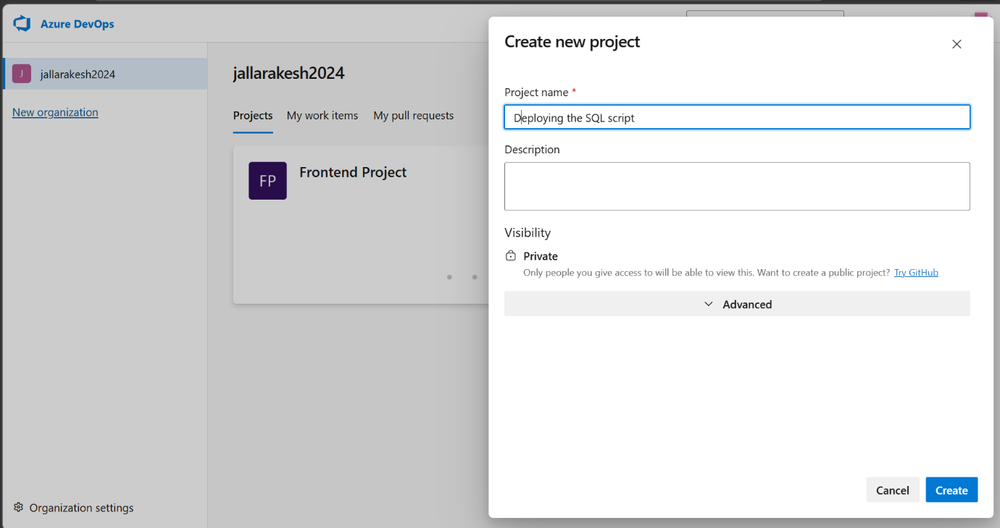 Azure DevOps
J jallarakesh2024
New organization
Organization settings
jallarakesh2024
Projects My work items My pull requests
FP Frontend Project
Create new project
Project name *
Deploying the SQL script
Description
Visibility
Private
Only people you give access to will be able to view this. Want to create a public project? Try GitHub
Advanced
Cancel Create